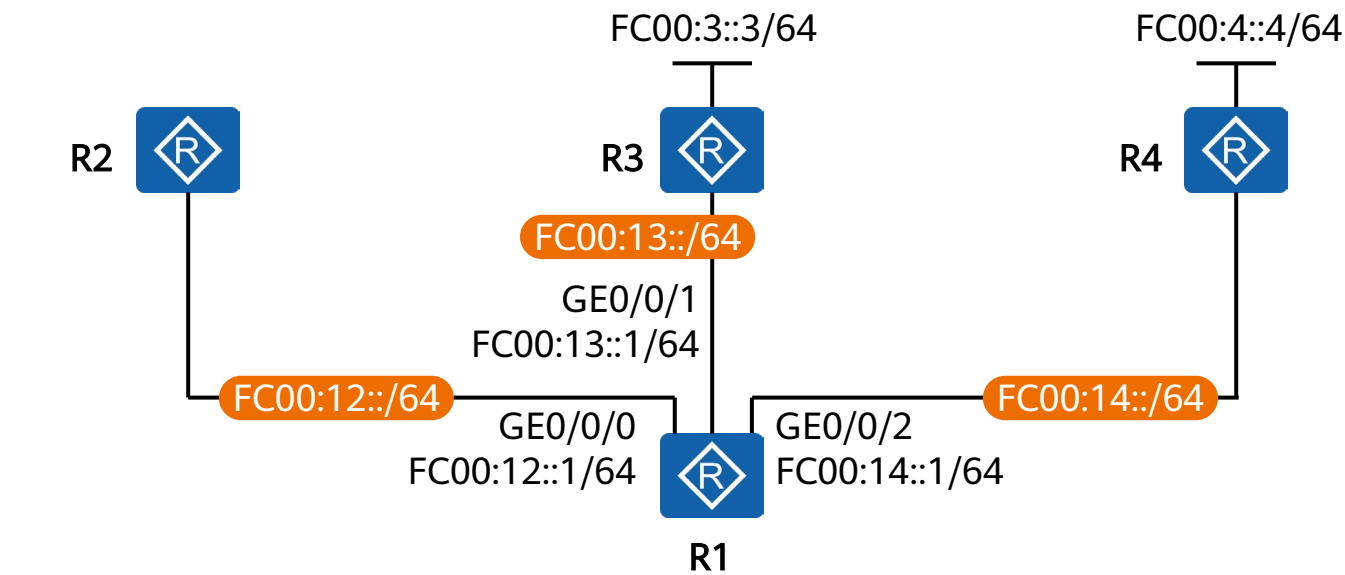 FC00:3::3/64
FC00:4::4/64
R2
R
R3
R
R4
R
FC00:13::/64
GE0/0/1
FC00:13::1/64
FC00:12::/64
FC00:14::/64
GE0/0/0
FC00:12::1/64
R
GE0/0/2
FC00:14::1/64
R1